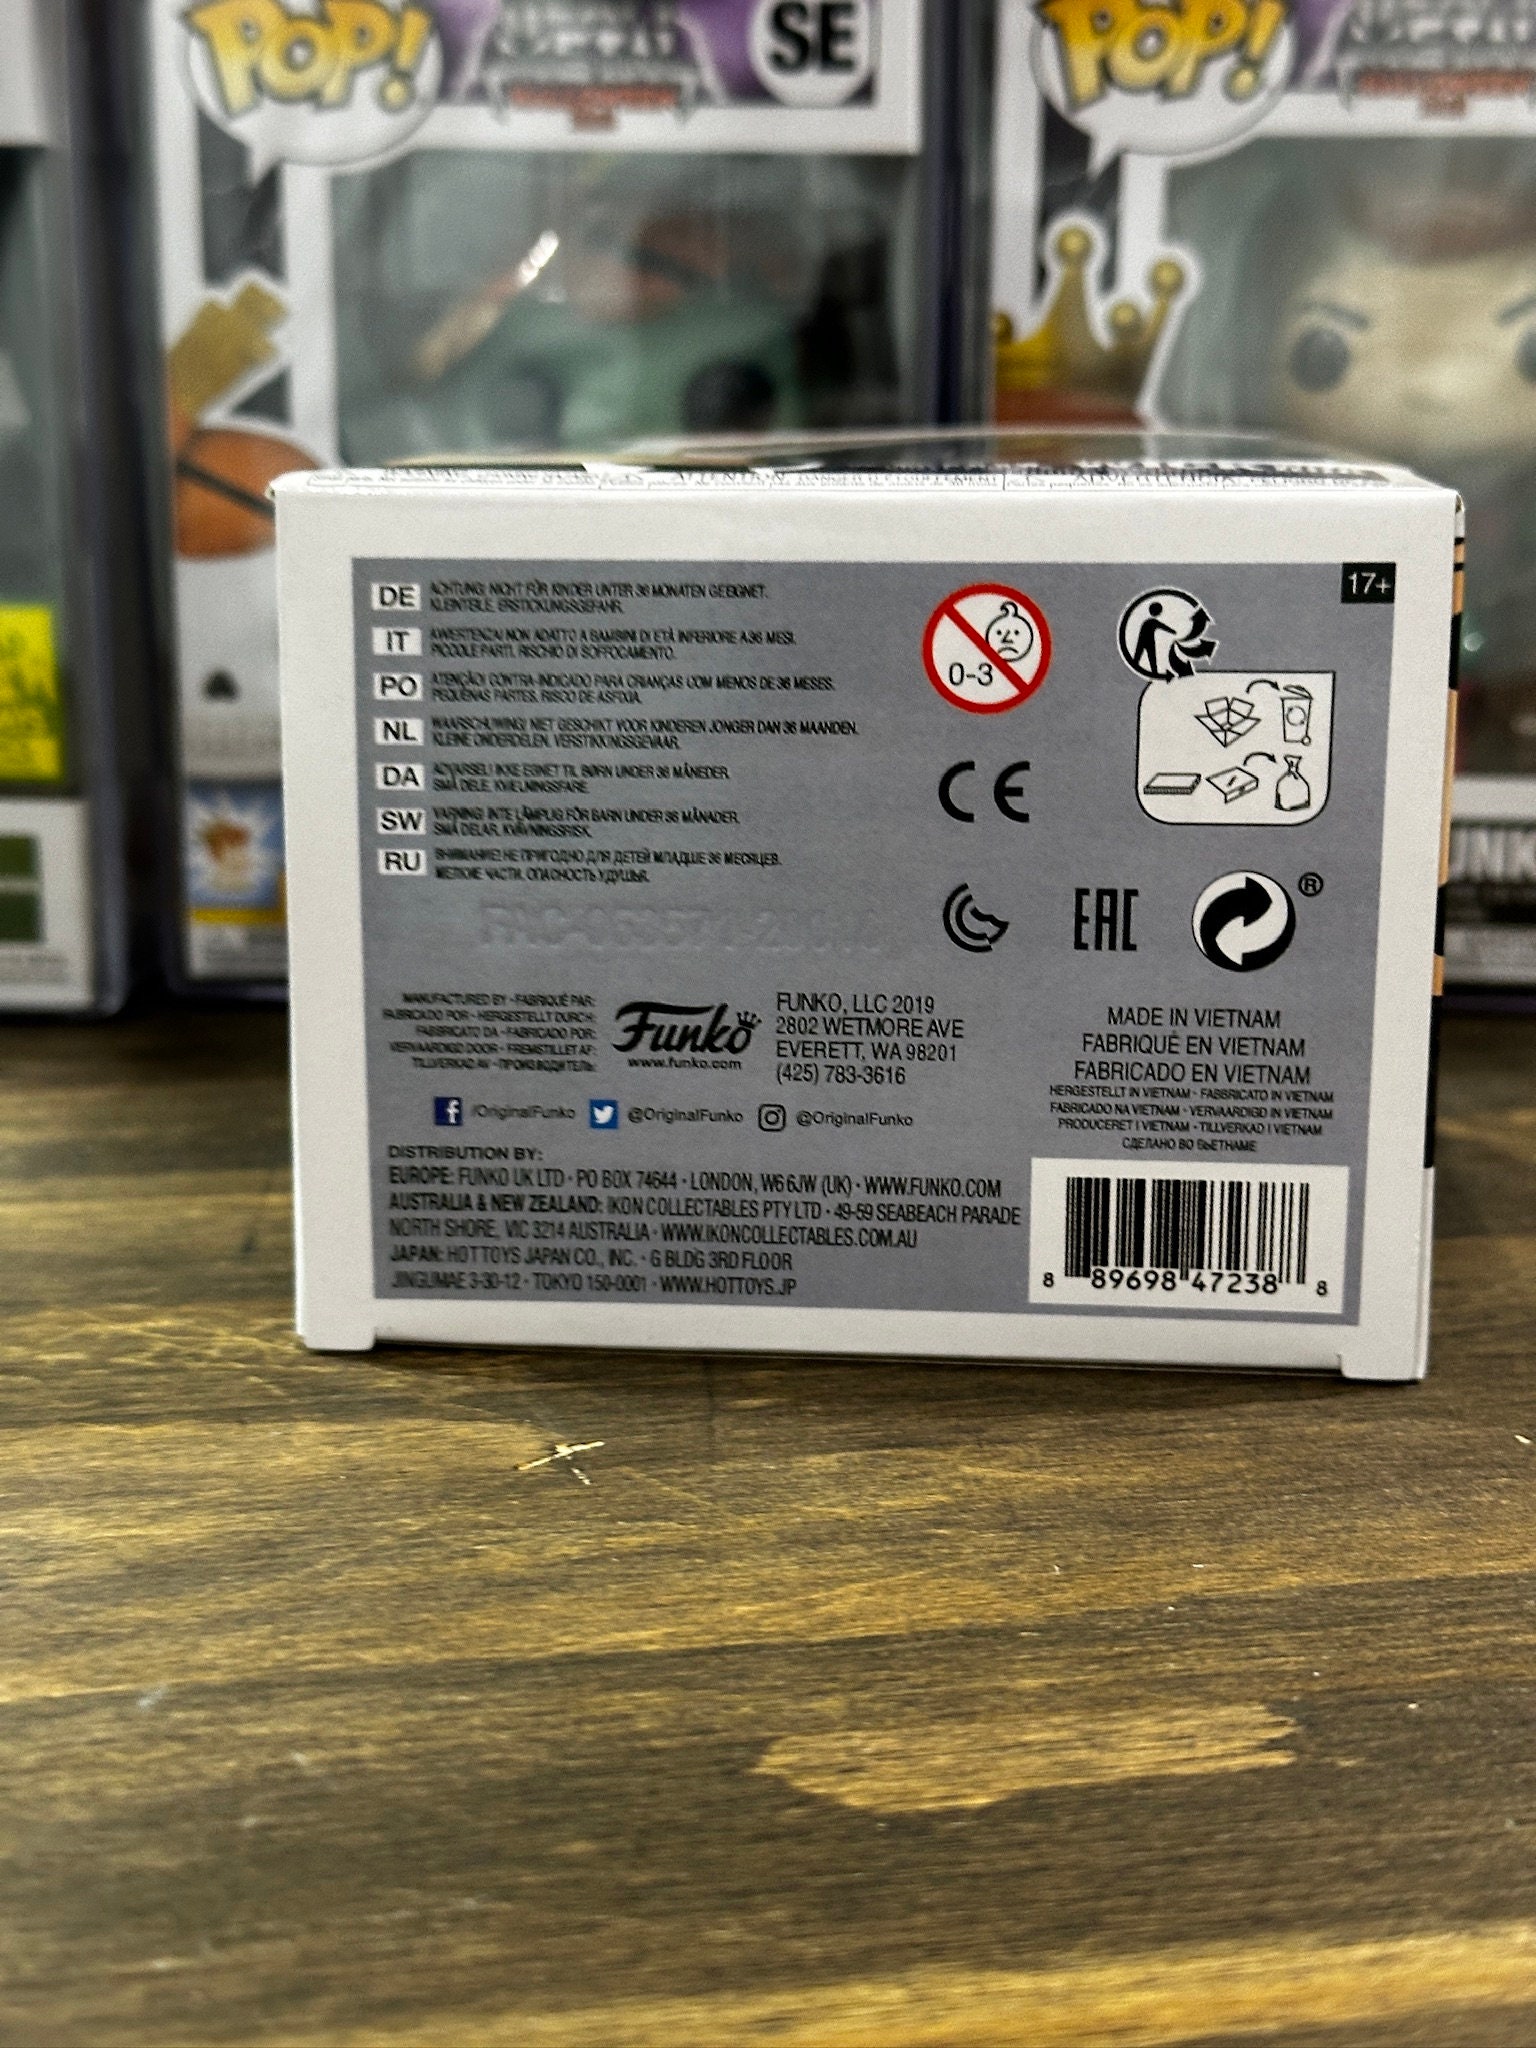 POP!
SE
POP!
17+
DE ACHTUNG! NICHT FÜR KINDER UNTER 36 MONATEN GEEIGNET.
KLEINTEILE. ERSTICKUNGSGEFAHR.
IT AVVERTENZA! NON ADATTO A BAMBINI DI ETÀ INFERIORE A 36 MESI.
PICCOLE PARTI. RISCHIO DI SOFFOCAMENTO.
PO ATENÇÃO! CONTRA-INDICADO PARA CRIANÇAS COM MENOS DE 36 MESES.
PEQUENAS PARTES. RISCO DE ASFIXIA.
NL WAARSCHUWING! NIET GESCHIKT VOOR KINDEREN JONGER DAN 36 MAANDEN.
KLEINE ONDERDELEN. VERSTIKKINGSGEVAAR.
DA ADVARSEL! IKKE EGNET TIL BØRN UNDER 36 MÅNEDER.
SMÅ DELE. KVÆLNINGSFARE.
SW VARNING! INTE LÄMPLIG FÖR BARN UNDER 36 MÅNADER.
SMÅ DELAR. KVÄVNINGSRISK.
RU ВНИМАНИЕ! НЕ ПРИГОДНО ДЛЯ ДЕТЕЙ МЛАДШЕ 36 МЕСЯЦЕВ.
МЕЛКИЕ ЧАСТИ. ОПАСНОСТЬ УДУШЬЯ.
0-3
CE
EAC
®
MANUFACTURED BY • FABRIQUÉ PAR:
FABRICADO POR • HERGESTELLT DURCH:
FABBRICATO DA • FABRICADO POR:
VERVAARDIGD DOOR • FREMSTILLET AF:
TILLVERKAD AV • ПРОИЗВОДИТЕЛЬ:
Funko
www.funko.com
FUNKO, LLC 2019
2802 WETMORE AVE
EVERETT, WA 98201
(425) 783-3616
/OriginalFunko @OriginalFunko @OriginalFunko
MADE IN VIETNAM
FABRIQUÉ EN VIETNAM
FABRICADO EN VIETNAM
HERGESTELLT IN VIETNAM • FABBRICATO IN VIETNAM
FABRICADO NA VIETNAM • VERVAARDIGD IN VIETNAM
PRODUCERET I VIETNAM • TILLVERKAD I VIETNAM
СДЕЛАНО ВО ВЬЕТНАМЕ
DISTRIBUTION BY:
EUROPE: FUNKO UK LTD • PO BOX 74644 • LONDON, W6 6JW (UK) • WWW.FUNKO.COM
AUSTRALIA & NEW ZEALAND: IKON COLLECTABLES PTY LTD • 49-59 SEABEACH PARADE
NORTH SHORE, VIC 3214 AUSTRALIA • WWW.IKONCOLLECTABLES.COM.AU
JAPAN: HOT TOYS JAPAN CO., INC. • G BLDG 3RD FLOOR
JINGUMAE 3-30-12 • TOKYO 150-0001 • WWW.HOTTOYS.JP
8 89698 47238 8